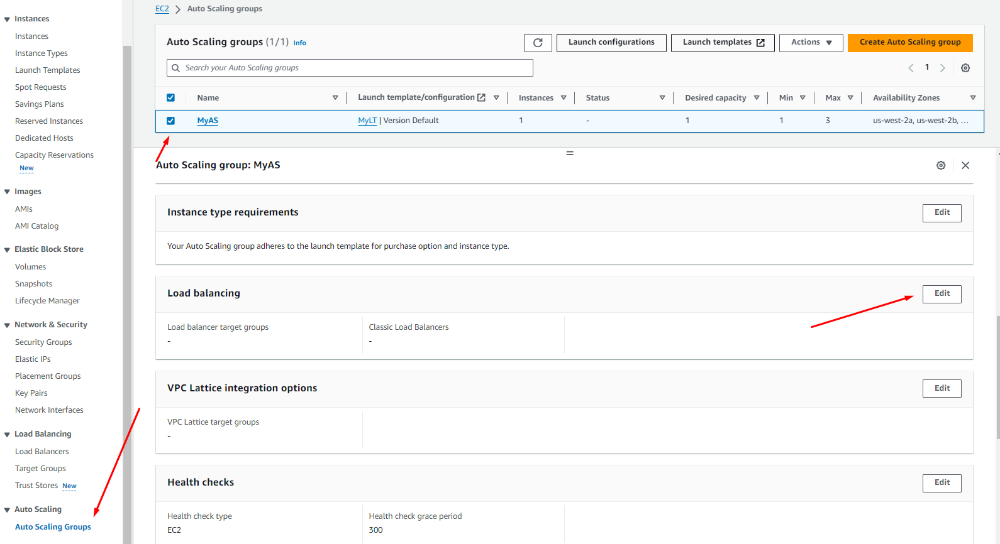 Instances
Instances
Instance Types
Launch Templates
Spot Requests
Savings Plans
Reserved Instances
Dedicated Hosts
Capacity Reservations
New
Images
AMIs
AMI Catalog
Elastic Block Store
Volumes
Snapshots
Lifecycle Manager
Network & Security
Security Groups
Elastic IPs
Placement Groups
Key Pairs
Network Interfaces
Load Balancing
Load Balancers
Target Groups
Trust Stores New
Auto Scaling
Auto Scaling Groups
EC2 > Auto Scaling groups
Auto Scaling groups (1/1) Info
Launch configurations
Launch templates
Actions
Create Auto Scaling group
Search your Auto Scaling groups
1
Name Launch template/configuration Instances Status Desired capacity Min Max Availability Zones
MyAS MyLT | Version Default 1 - 1 1 3 us-west-2a, us-west-2b, ...
Auto Scaling group: MyAS
Instance type requirements
Edit
Your Auto Scaling group adheres to the launch template for purchase option and instance type.
Load balancing
Edit
Load balancer target groups Classic Load Balancers
- -
VPC Lattice integration options
Edit
VPC Lattice target groups
-
Health checks
Edit
Health check type Health check grace period
EC2 300